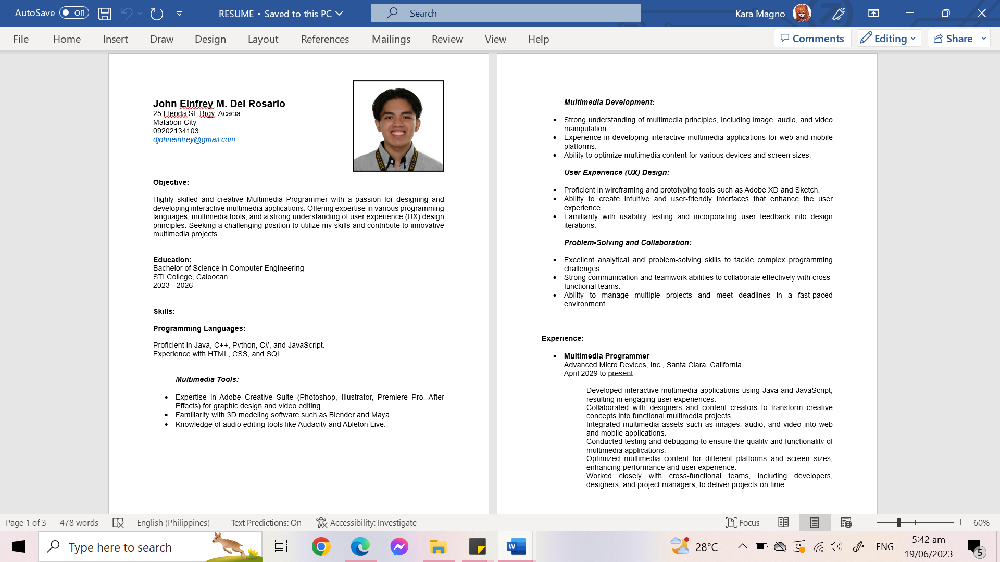 AutoSave Off RESUME • Saved to this PC Search Kara Magno
File Home Insert Draw Design Layout References Mailings Review View Help Comments Editing Share
John Einfrey M. Del Rosario
25 Flerida St. Brgy. Acacia
Malabon City
09202134103
djohneinfrey@gmail.com
COLLEGE
STI COLL
Objective:
Highly skilled and creative Multimedia Programmer with a passion for designing and
developing interactive multimedia applications. Offering expertise in various programming
languages, multimedia tools, and a strong understanding of user experience (UX) design
principles. Seeking a challenging position to utilize my skills and contribute to innovative
multimedia projects.
Education:
Bachelor of Science in Computer Engineering
STI College, Caloocan
2023 - 2026
Skills:
Programming Languages:
Proficient in Java, C++, Python, C#, and JavaScript.
Experience with HTML, CSS, and SQL.
Multimedia Tools:
• Expertise in Adobe Creative Suite (Photoshop, Illustrator, Premiere Pro, After
Effects) for graphic design and video editing.
• Familiarity with 3D modeling software such as Blender and Maya.
• Knowledge of audio editing tools like Audacity and Ableton Live.
Multimedia Development:
• Strong understanding of multimedia principles, including image, audio, and video
manipulation.
• Experience in developing interactive multimedia applications for web and mobile
platforms.
• Ability to optimize multimedia content for various devices and screen sizes.
User Experience (UX) Design:
• Proficient in wireframing and prototyping tools such as Adobe XD and Sketch.
• Ability to create intuitive and user-friendly interfaces that enhance the user
experience.
• Familiarity with usability testing and incorporating user feedback into design
iterations.
Problem-Solving and Collaboration:
• Excellent analytical and problem-solving skills to tackle complex programming
challenges.
• Strong communication and teamwork abilities to collaborate effectively with cross-
functional teams.
• Ability to manage multiple projects and meet deadlines in a fast-paced
environment.
Experience:
• Multimedia Programmer
Advanced Micro Devices, Inc., Santa Clara, California
April 2029 to present
Developed interactive multimedia applications using Java and JavaScript,
resulting in engaging user experiences.
Collaborated with designers and content creators to transform creative
concepts into functional multimedia projects.
Integrated multimedia assets such as images, audio, and video into web
and mobile applications.
Conducted testing and debugging to ensure the quality and functionality of
multimedia applications.
Optimized multimedia content for different platforms and screen sizes,
enhancing performance and user experience.
Worked closely with cross-functional teams, including developers,
designers, and project managers, to deliver projects on time.
Page 1 of 3 478 words English (Philippines) Text Predictions: On Accessibility: Investigate Focus 60%
Type here to search 28°C ENG 5:42 am
19/06/2023 5